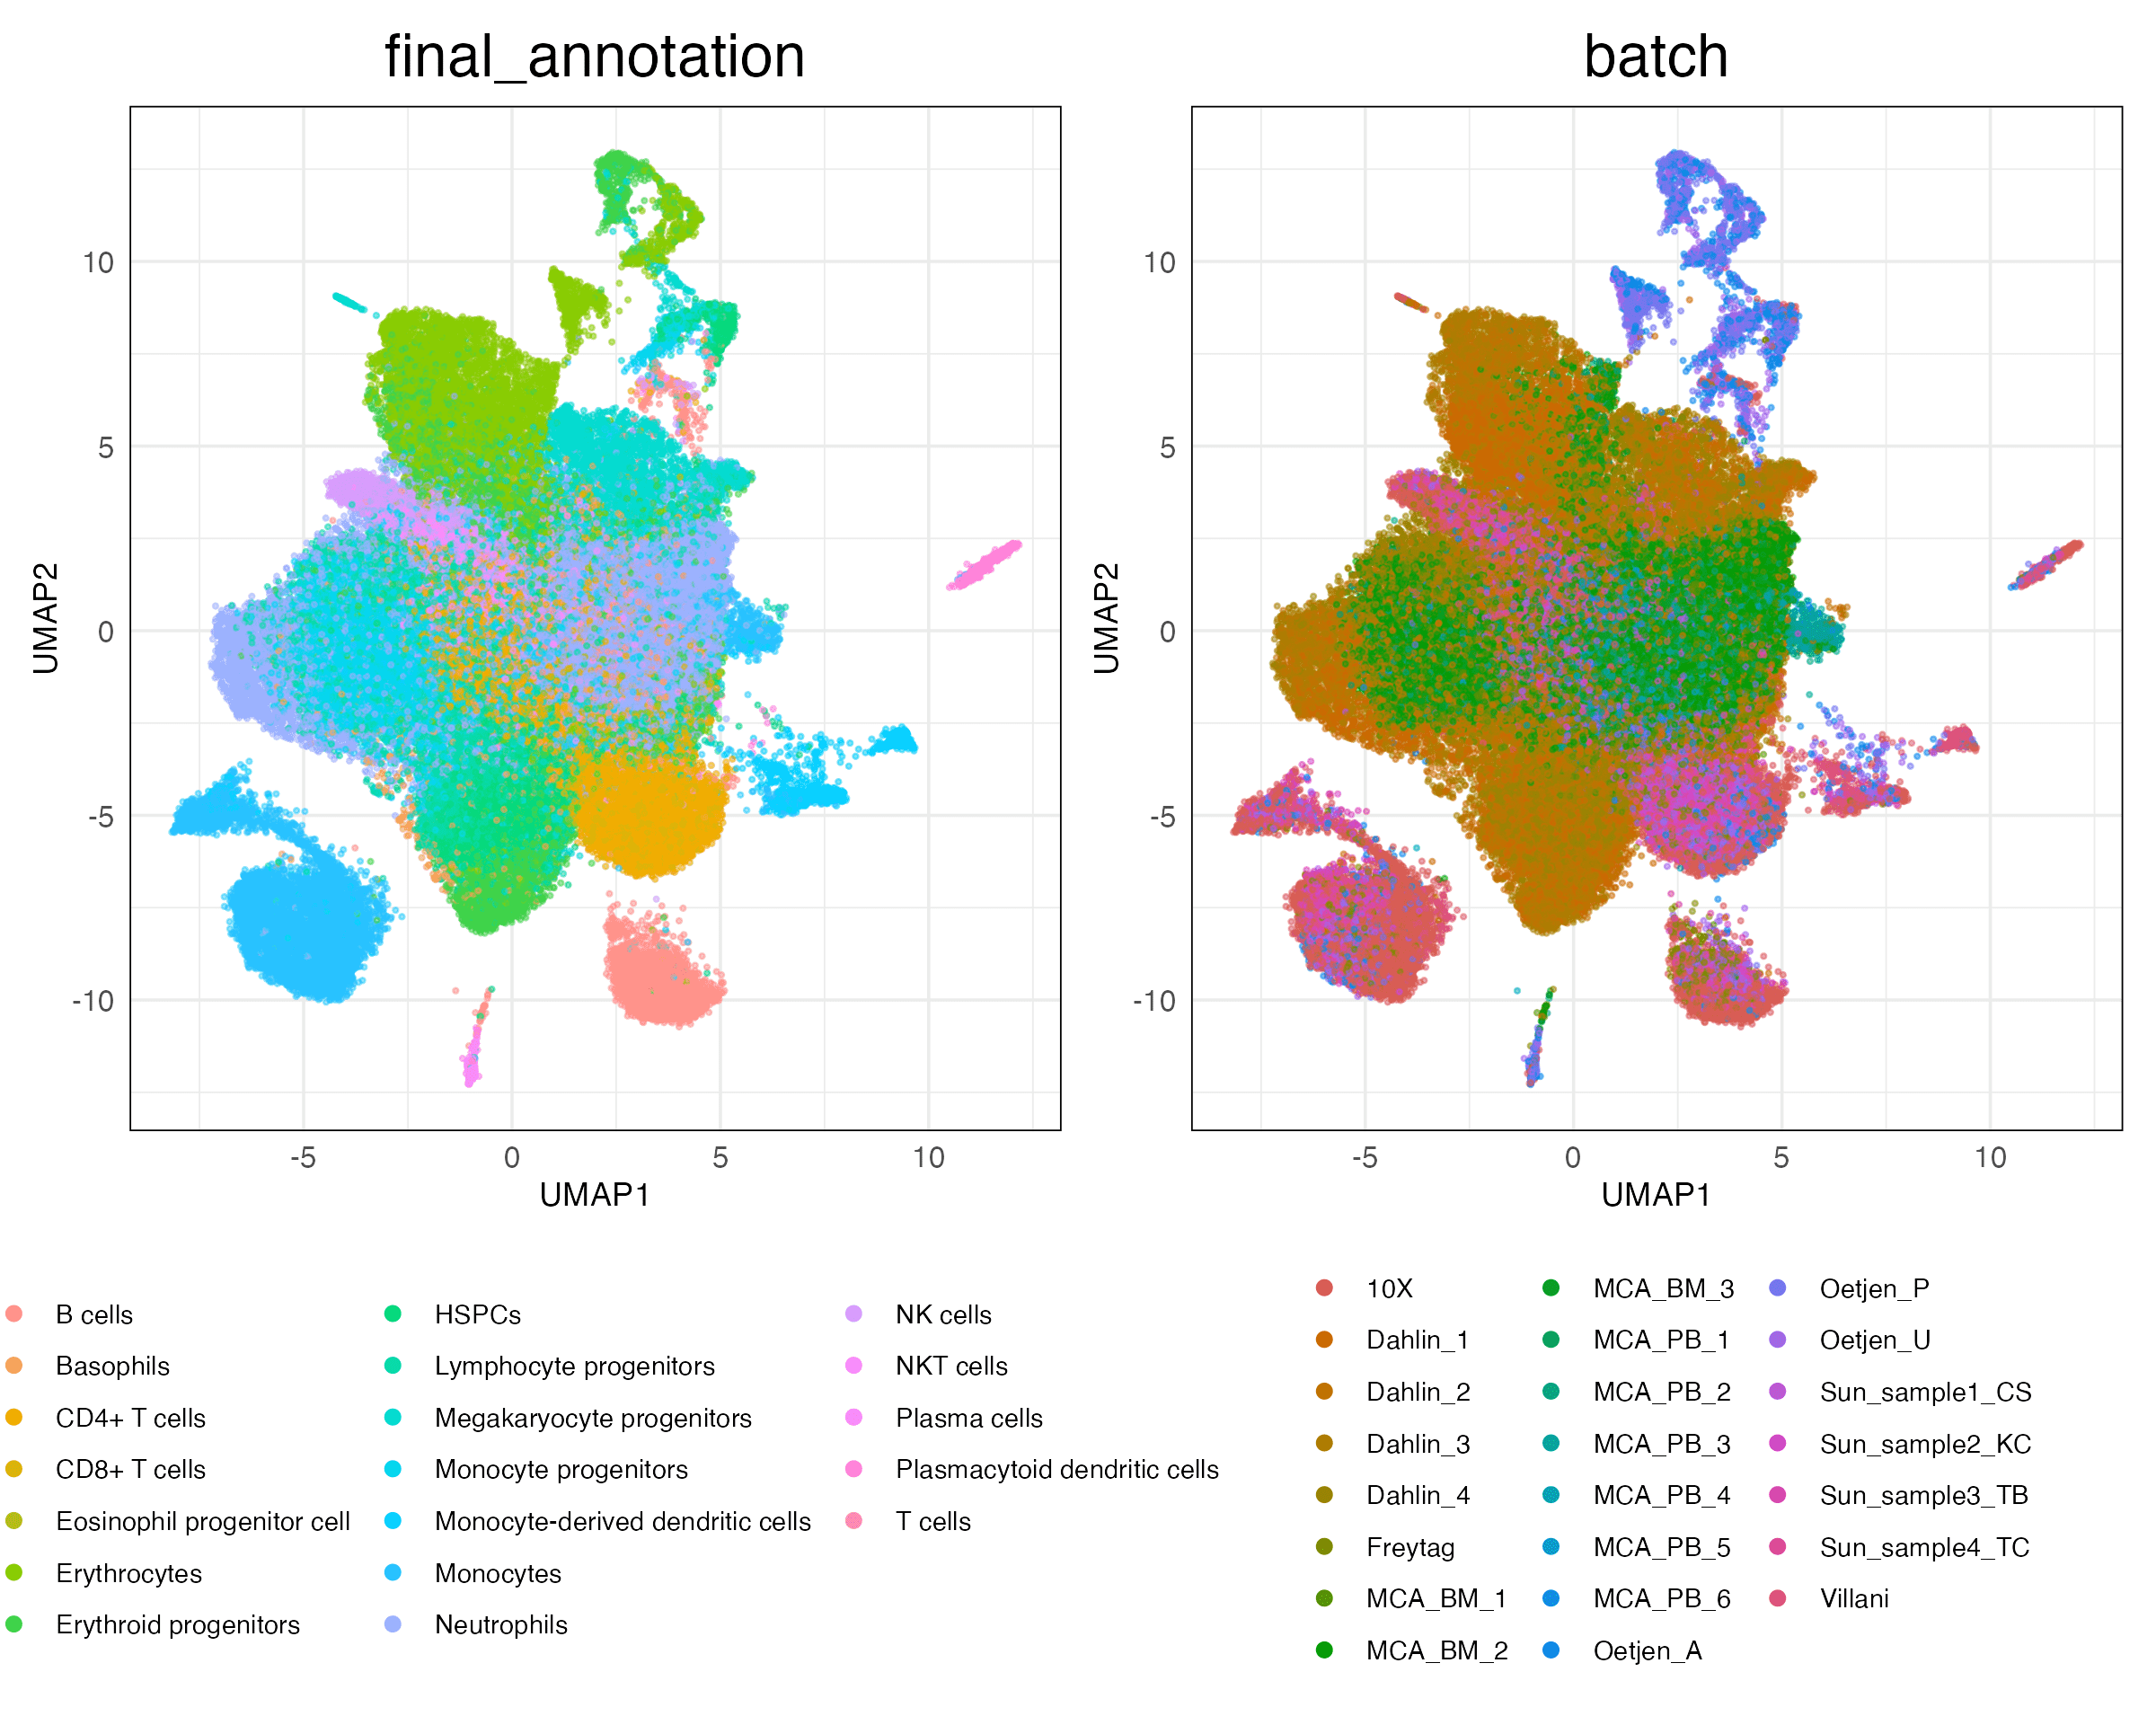 final_annotation
batch
UMAP2
10
5
0
-5
-10
-5
0
5
10
UMAP1
UMAP2
10
5
0
-5
-10
-5
0
5
10
UMAP1
B cells
Basophils
CD4+ T cells
CD8+ T cells
Eosinophil progenitor cell
Erythrocytes
Erythroid progenitors
HSPCs
Lymphocyte progenitors
Megakaryocyte progenitors
Monocyte progenitors
Monocyte-derived dendritic cells
Monocytes
Neutrophils
NK cells
NKT cells
Plasma cells
Plasmacytoid dendritic cells
T cells
10X
Dahlin_1
Dahlin_2
Dahlin_3
Dahlin_4
Freytag
MCA_BM_1
MCA_BM_2
MCA_BM_3
MCA_PB_1
MCA_PB_2
MCA_PB_3
MCA_PB_4
MCA_PB_5
MCA_PB_6
Oetjen_A
Oetjen_P
Oetjen_U
Sun_sample1_CS
Sun_sample2_KC
Sun_sample3_TB
Sun_sample4_TC
Villani